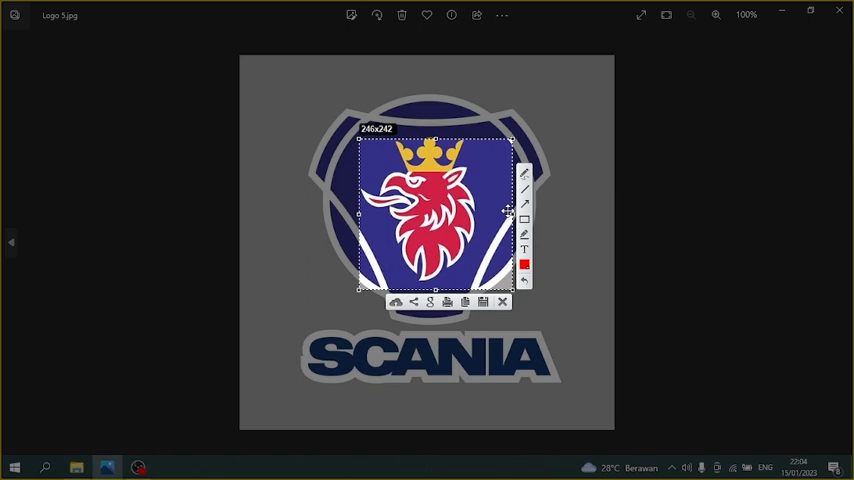 Logo 5.jpg
100%
246x242
T
SCANIA
28°C Berawan
ENG
22:04
15/01/2023